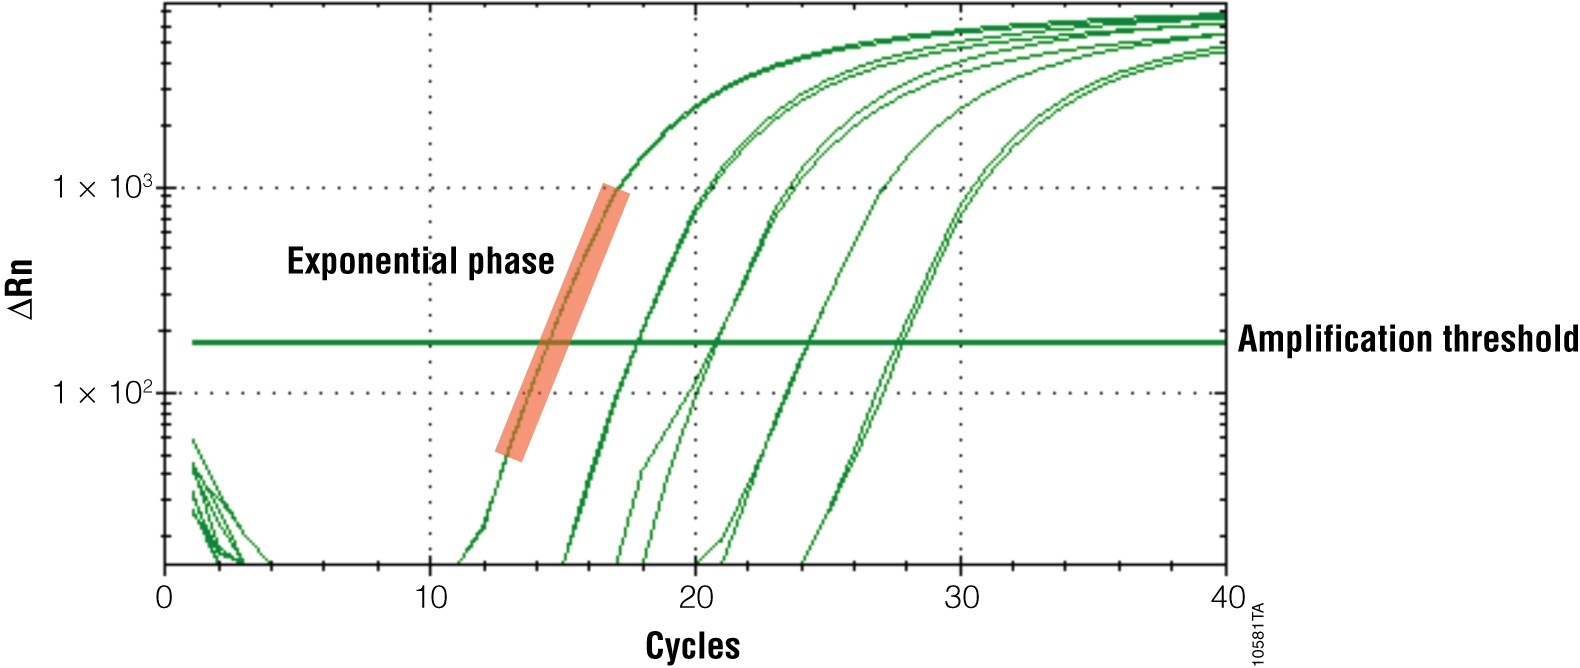 1 × 10³
Exponential phase
ΔRn
Amplification threshold
1 × 10²
0 10 20 30 40
Cycles
10581TA